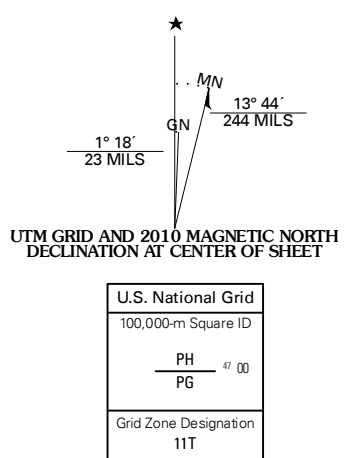 ★
MN
13° 44´
244 MILS
GN
1° 18´
23 MILS
UTM GRID AND 2010 MAGNETIC NORTH
DECLINATION AT CENTER OF SHEET
U.S. National Grid
100,000-m Square ID
PH
47 00
PG
Grid Zone Designation
11T